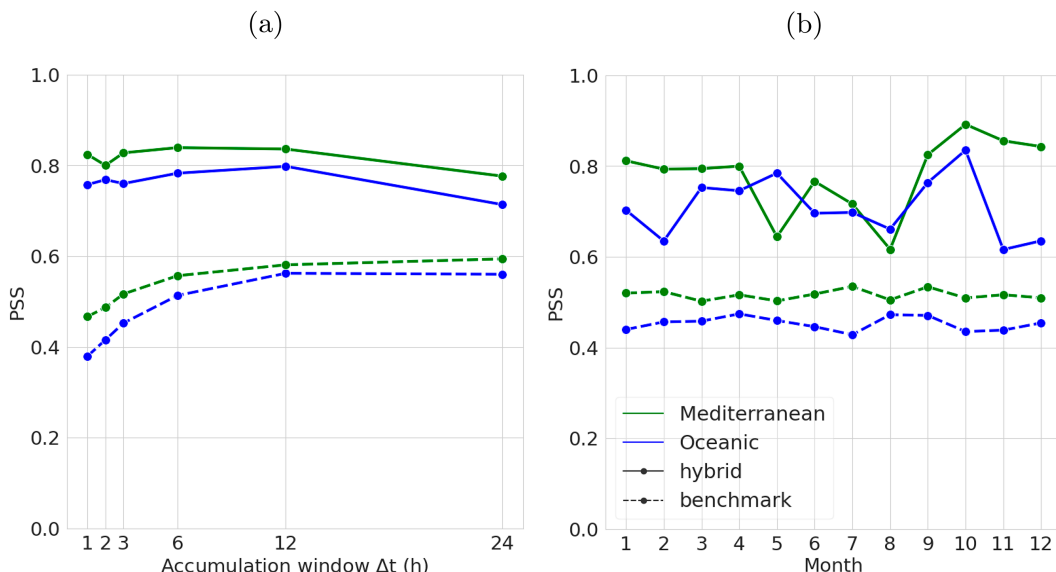 (a)
(b)
PSS
1.0
0.8
0.6
0.4
0.2
0.0
1 2 3 6 12 24
Accumulation window Δt (h)
PSS
1.0
0.8
0.6
0.4
0.2
0.0
Mediterranean
Oceanic
hybrid
benchmark
1 2 3 4 5 6 7 8 9 10 11 12
Month